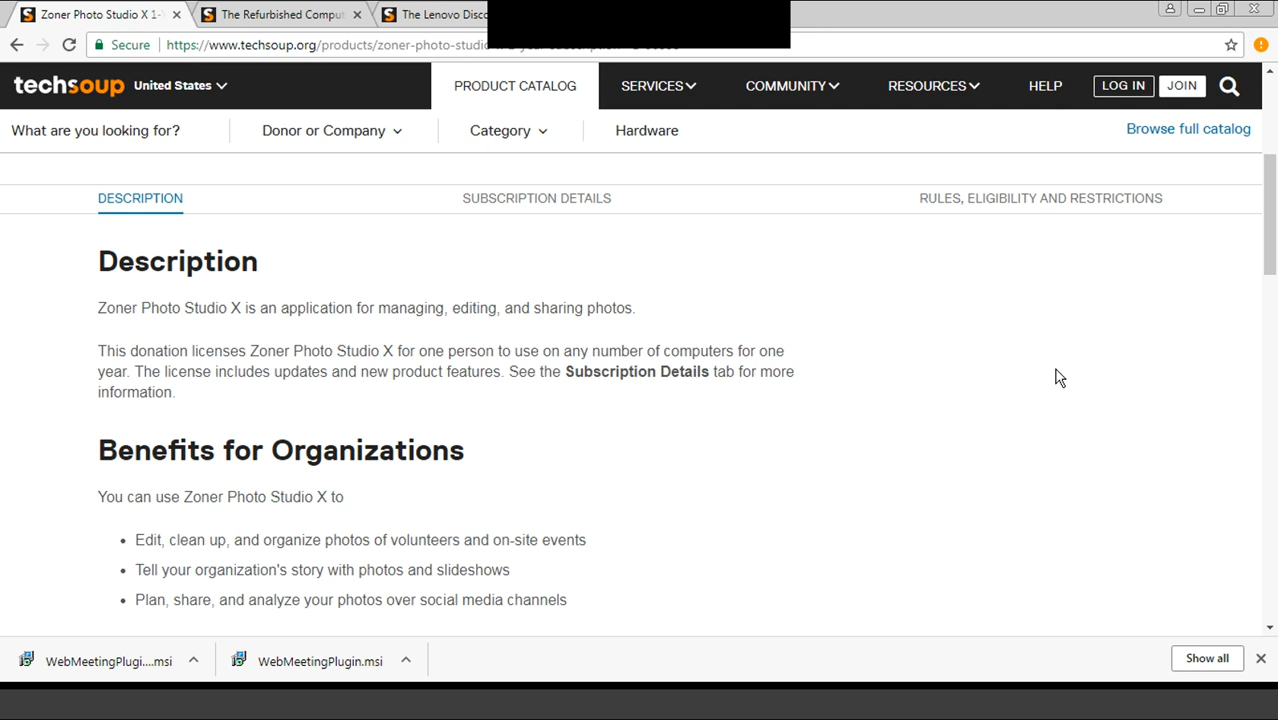 Zoner Photo Studio X 1-Y
The Refurbished Compu
The Lenovo Disco
Secure
https://www.techsoup.org/products/zoner-photo-studio
techsoup United States PRODUCT CATALOG SERVICES COMMUNITY RESOURCES HELP LOG IN JOIN
What are you looking for? Donor or Company Category Hardware Browse full catalog
DESCRIPTION SUBSCRIPTION DETAILS RULES, ELIGIBILITY AND RESTRICTIONS
Description
Zoner Photo Studio X is an application for managing, editing, and sharing photos.
This donation licenses Zoner Photo Studio X for one person to use on any number of computers for one
year. The license includes updates and new product features. See the Subscription Details tab for more
information.
Benefits for Organizations
You can use Zoner Photo Studio X to
• Edit, clean up, and organize photos of volunteers and on-site events
• Tell your organization's story with photos and slideshows
• Plan, share, and analyze your photos over social media channels
WebMeetingPlugi....msi WebMeetingPlugin.msi Show all